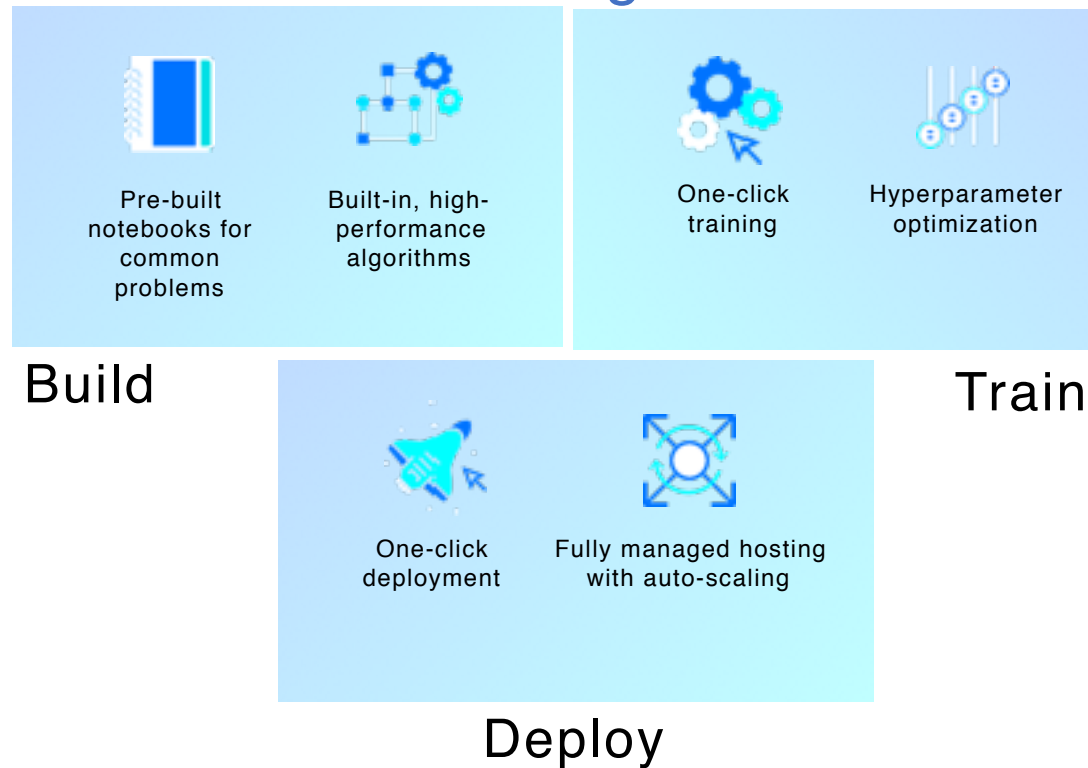 Pre-built
notebooks for
common
problems
Built-in, high-
performance
algorithms
One-click
training
Hyperparameter
optimization
Build
Train
One-click
deployment
Fully managed hosting
with auto-scaling
Deploy